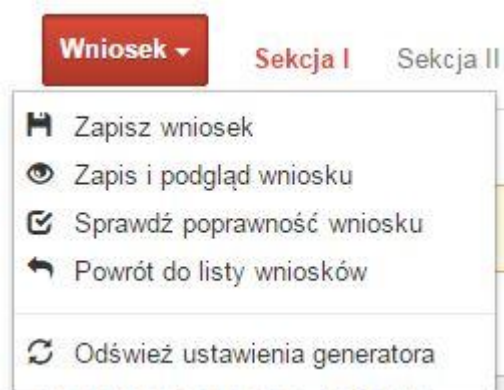 Wniosek Sekcja I Sekcja II
Zapisz wniosek
Zapis i podgląd wniosku
Sprawdź poprawność wniosku
Powrót do listy wniosków
Odśwież ustawienia generatora